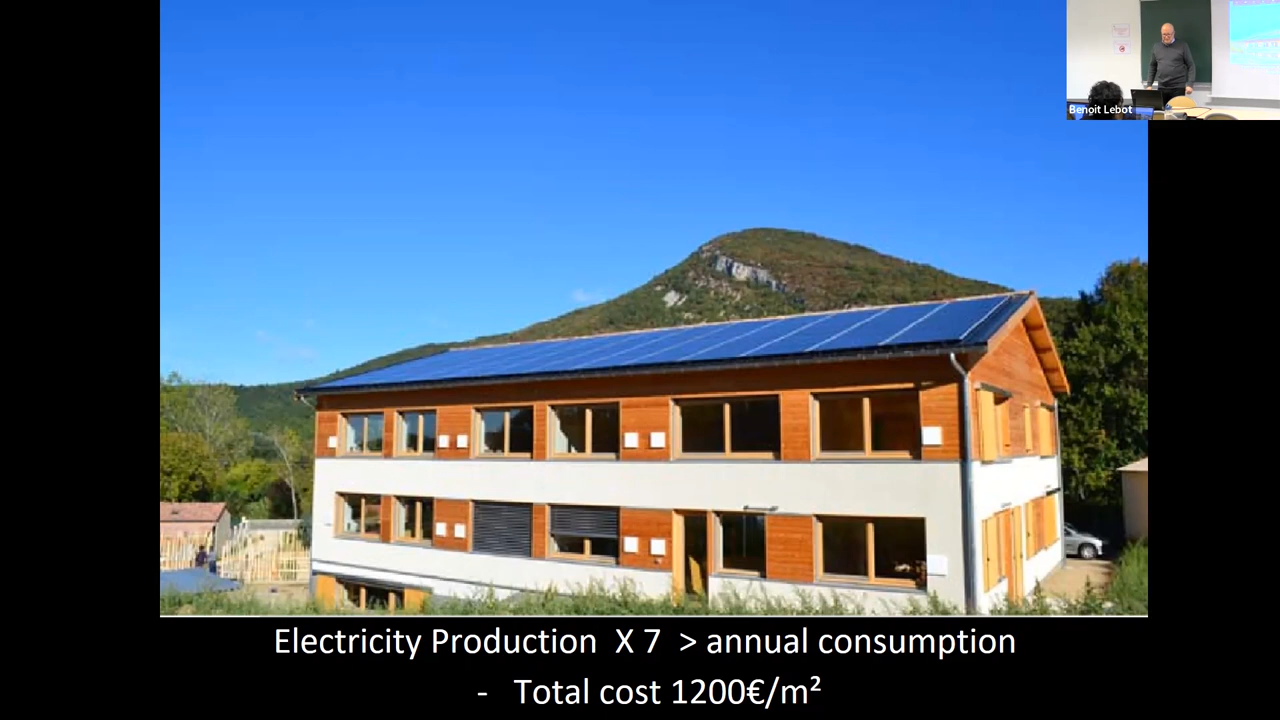 Benoit Lebot
Electricity Production X 7 > annual consumption
- Total cost 1200€/m²